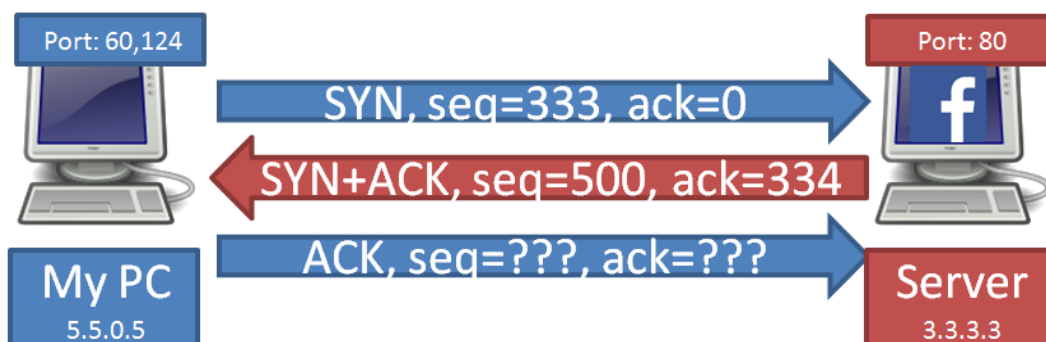 Port: 60,124
Port: 80
SYN, seq=333, ack=0
f
SYN+ACK, seq=500, ack=334
ACK, seq=???, ack=???
My PC
5.5.0.5
Server
3.3.3.3